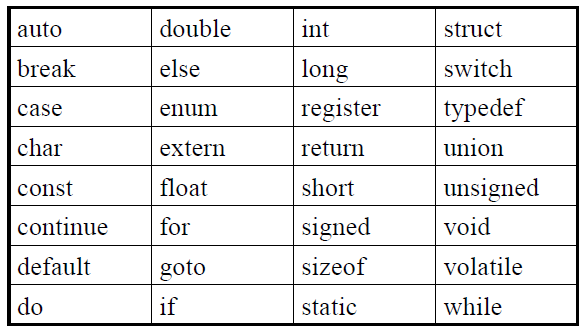 auto double int struct
break else long switch
case enum register typedef
char extern return union
const float short unsigned
continue for signed void
default goto sizeof volatile
do if static while